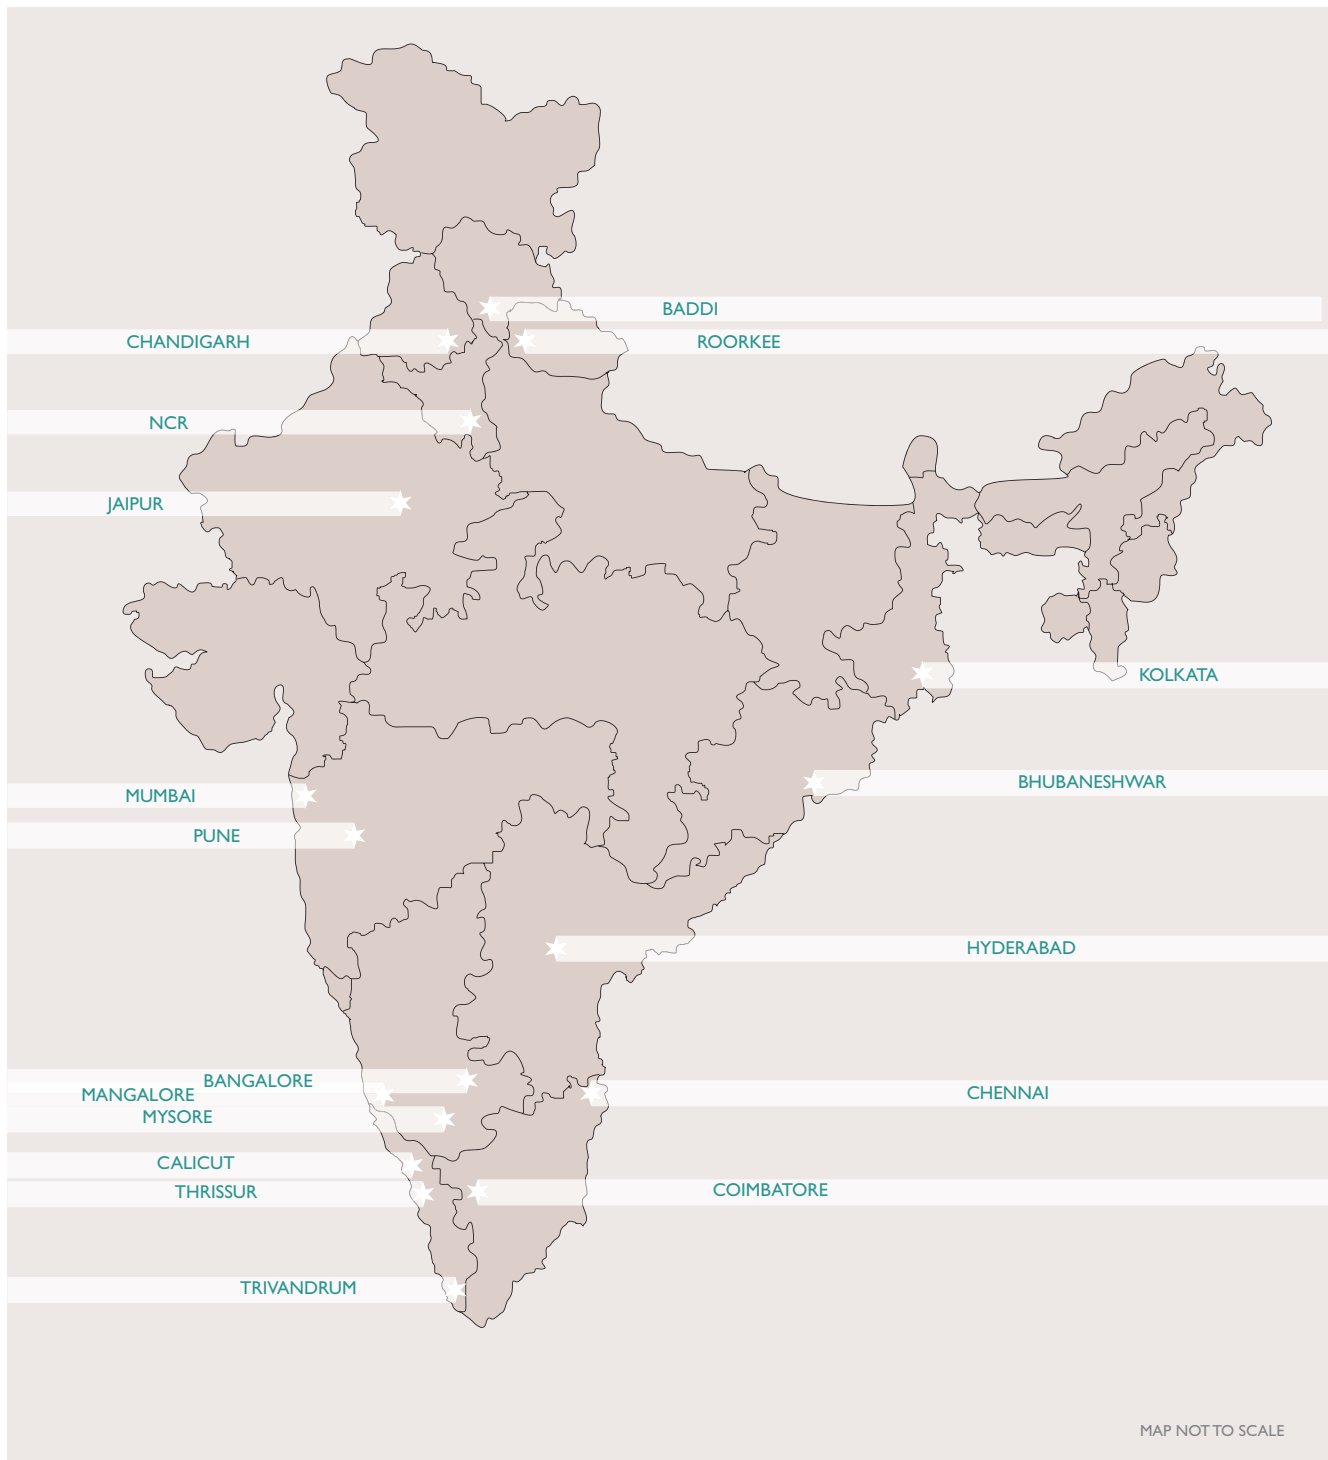 BADDI
CHANDIGARH
ROORKEE
NCR
JAIPUR
KOLKATA
BHUBANESHWAR
MUMBAI
PUNE
HYDERABAD
BANGALORE
MANGALORE
CHENNAI
MYSORE
CALICUT
THRISSUR
COIMBATORE
TRIVANDRUM
MAP NOT TO SCALE